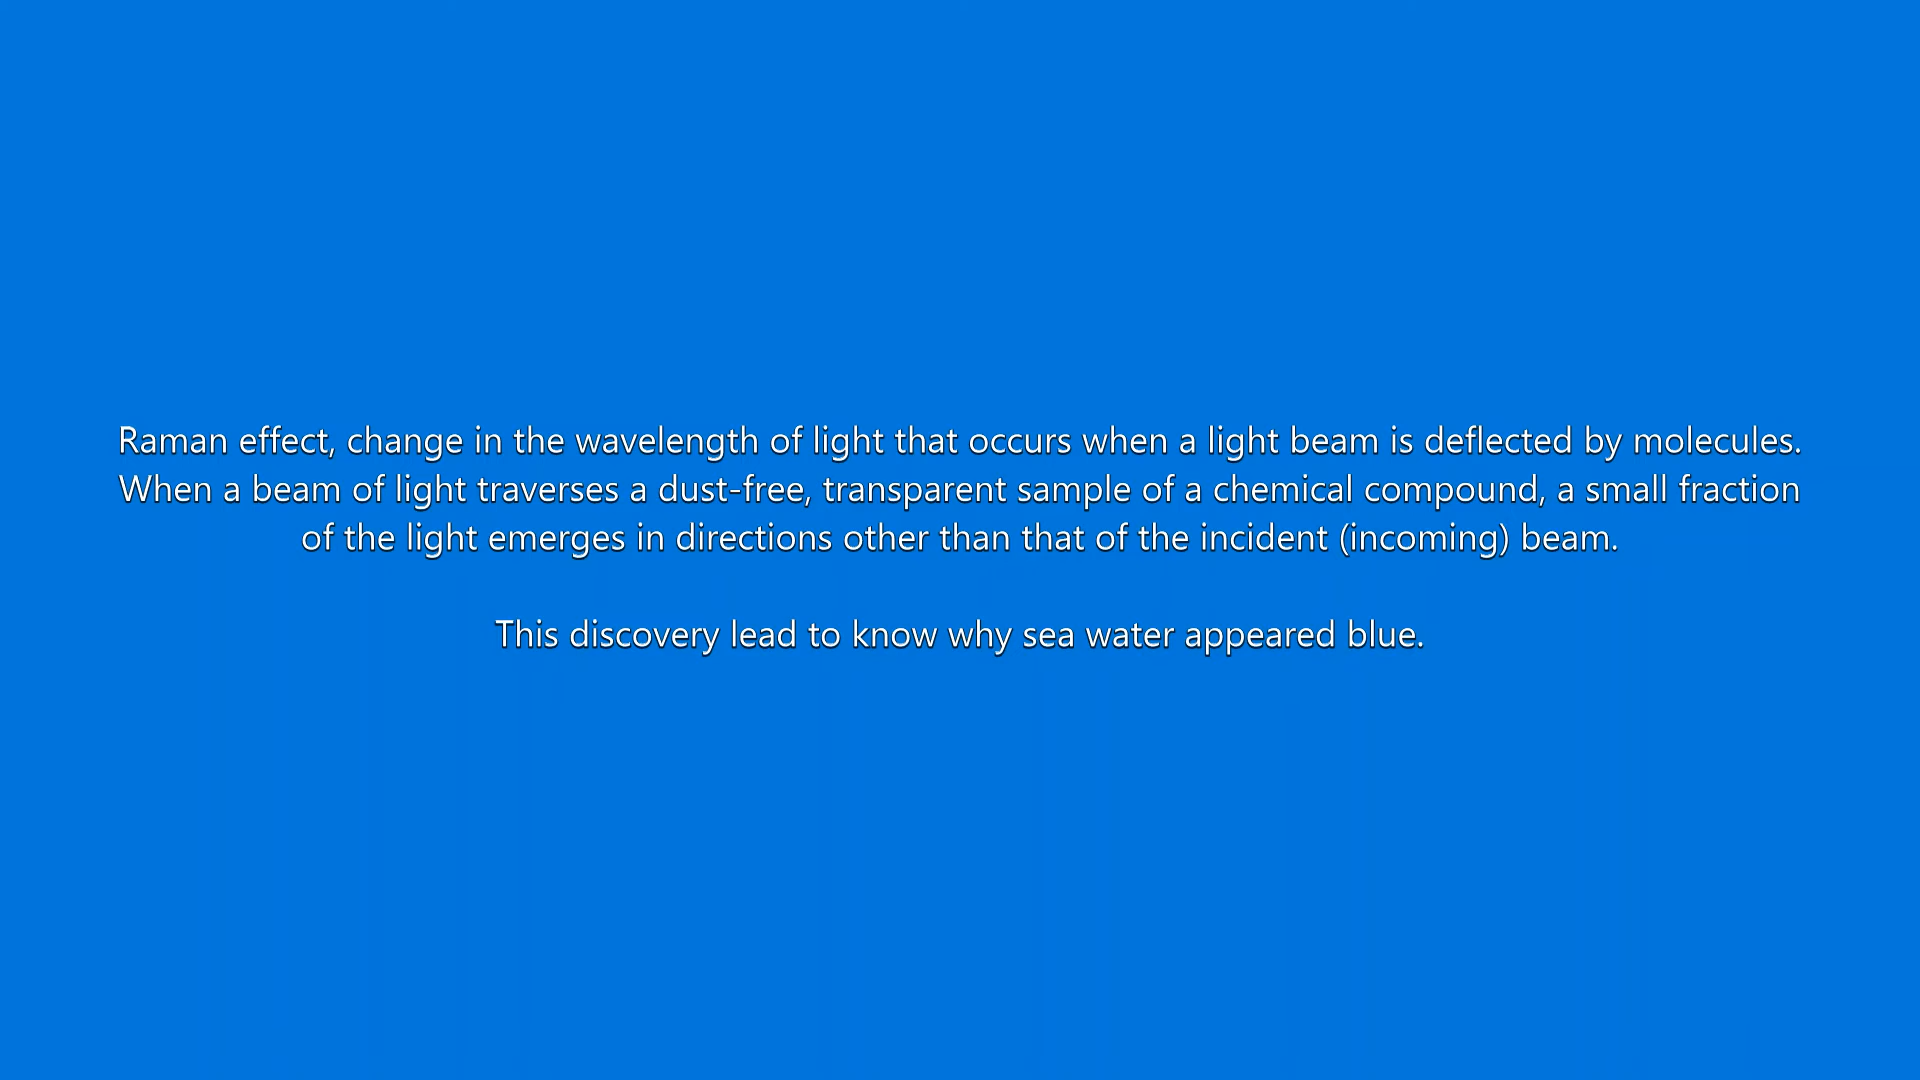 Raman effect, change in the wavelength of light that occurs when a light beam is deflected by molecules.
When a beam of light traverses a dust-free, transparent sample of a chemical compound, a small fraction
of the light emerges in directions other than that of the incident (incoming) beam.
This discovery lead to know why sea water appeared blue.